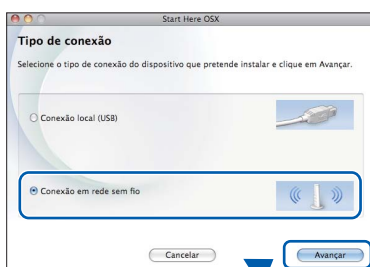 Start Here OSX
Tipo de conexão
Selecione o tipo de conexão do dispositivo que pretende instalar e clique em Avançar.
Conexão local (USB)
Conexão em rede sem fio
Cancelar
Avançar